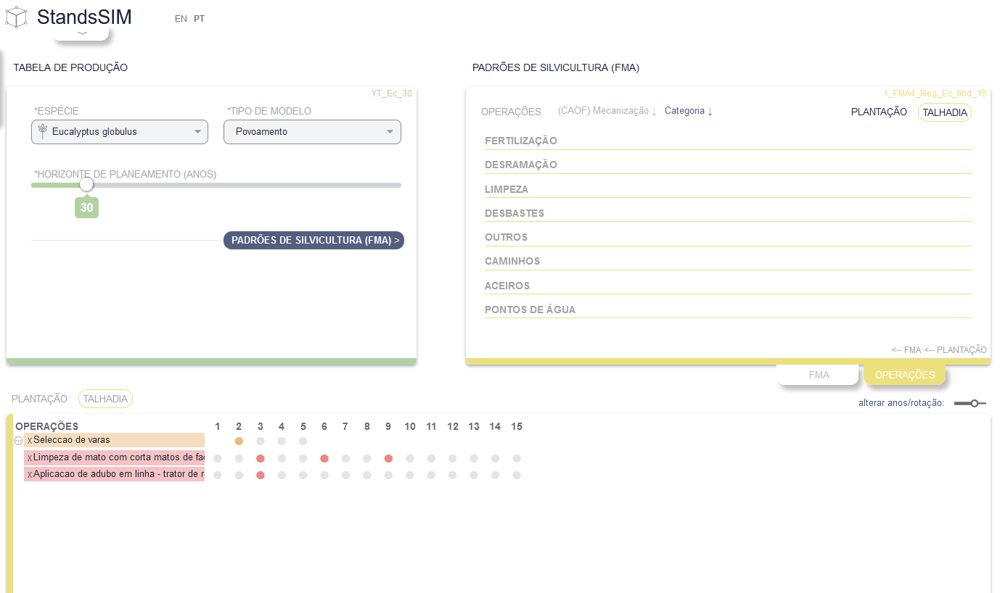 StandsSIM
EN PT
TABELA DE PRODUÇÃO
YT_Ec_30
*ESPÉCIE
*TIPO DE MODELO
Eucalyptus globulus
Povoamento
*HORIZONTE DE PLANEAMENTO (ANOS)
30
PADRÕES DE SILVICULTURA (FMA) >
PADRÕES DE SILVICULTURA (FMA)
1_FMA4_Reg_Ec_tlhd_15
OPERAÇÕES (CAOF) Mecanização ↓ Categoria ↓ PLANTAÇÃO TALHADIA
FERTILIZAÇÃO
DESRAMAÇÃO
LIMPEZA
DESBASTES
OUTROS
CAMINHOS
ACEIROS
PONTOS DE ÁGUA
<-- FMA <-- PLANTAÇÃO
FMA OPERAÇÕES
PLANTAÇÃO TALHADIA
alterar anos/rotação:
OPERAÇÕES 1 2 3 4 5 6 7 8 9 10 11 12 13 14 15
x Seleccao de varas
x Limpeza de mato com corta matos de fac
x Aplicacao de adubo em linha - trator de r